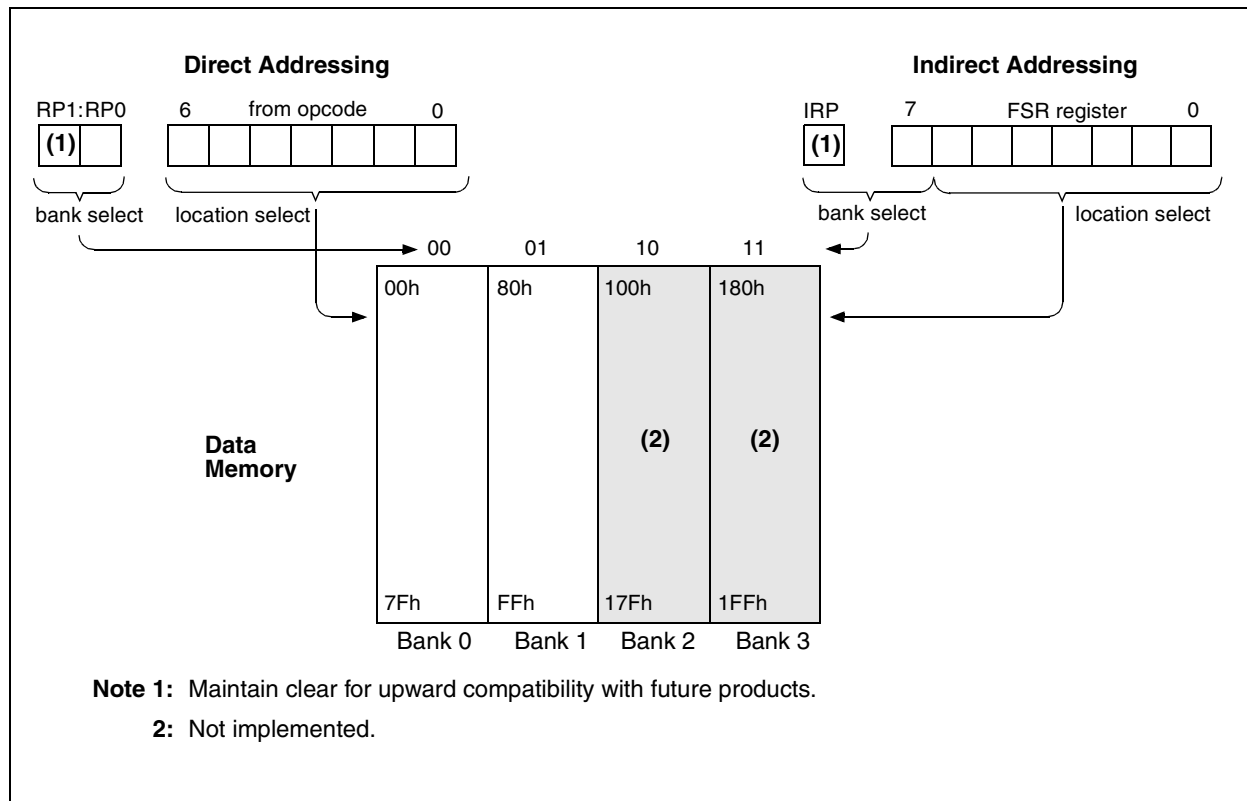 Direct Addressing
Indirect Addressing
RP1:RP0 6 from opcode 0
IRP 7 FSR register 0
(1)
(1)
bank select location select
bank select location select
00 01 10 11
00h 80h 100h 180h
Data
Memory
(2) (2)
7Fh FFh 17Fh 1FFh
Bank 0 Bank 1 Bank 2 Bank 3
Note 1: Maintain clear for upward compatibility with future products.
2: Not implemented.